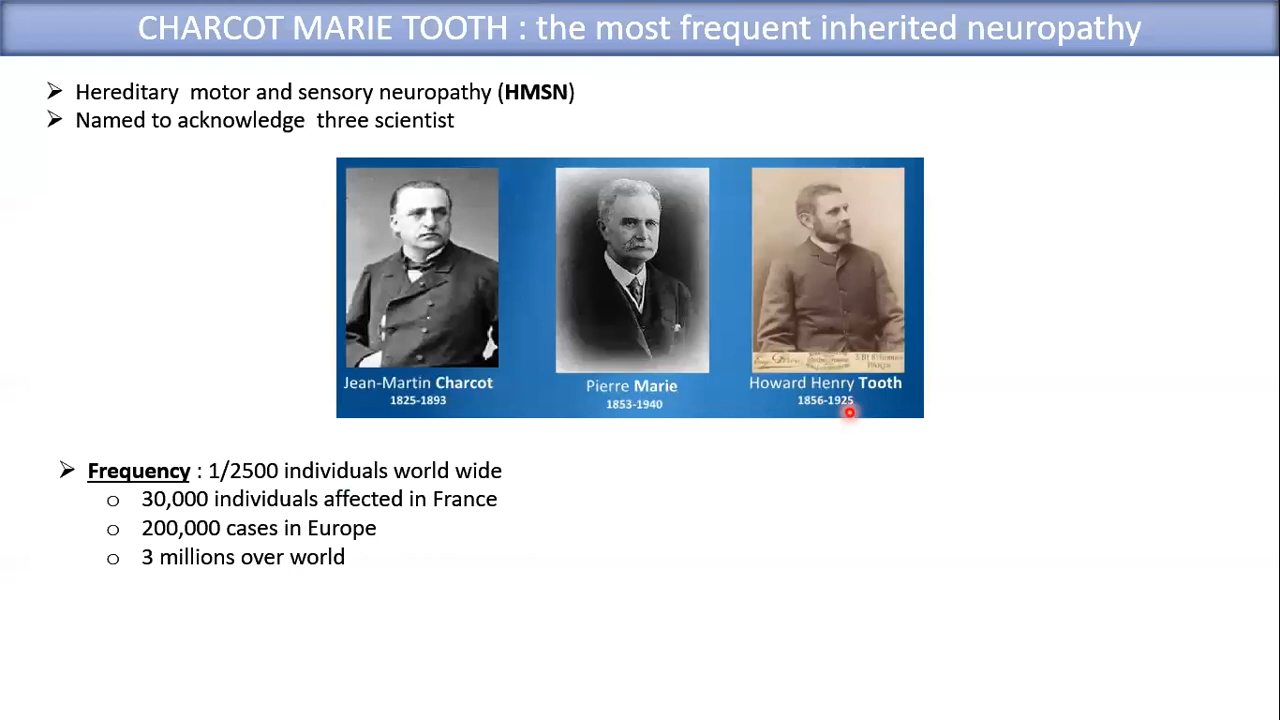 CHARCOT MARIE TOOTH : the most frequent inherited neuropathy
➢ Hereditary motor and sensory neuropathy (HMSN)
➢ Named to acknowledge three scientist
Jean-Martin Charcot
1825-1893
Pierre Marie
1853-1940
Howard Henry Tooth
1856-1925
➢ Frequency : 1/2500 individuals world wide
o 30,000 individuals affected in France
o 200,000 cases in Europe
o 3 millions over world